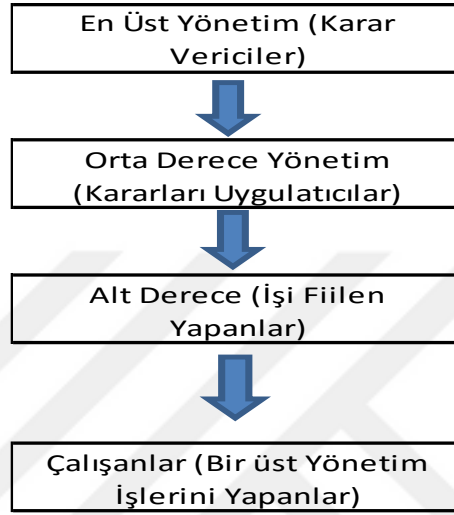 En Üst Yönetim (Karar
Vericiler)
Orta Derece Yönetim
(Kararları Uygulatıcılar)
Alt Derece (İşi Fiilen
Yapanlar)
Çalışanlar (Bir üst Yönetim
İşlerini Yapanlar)